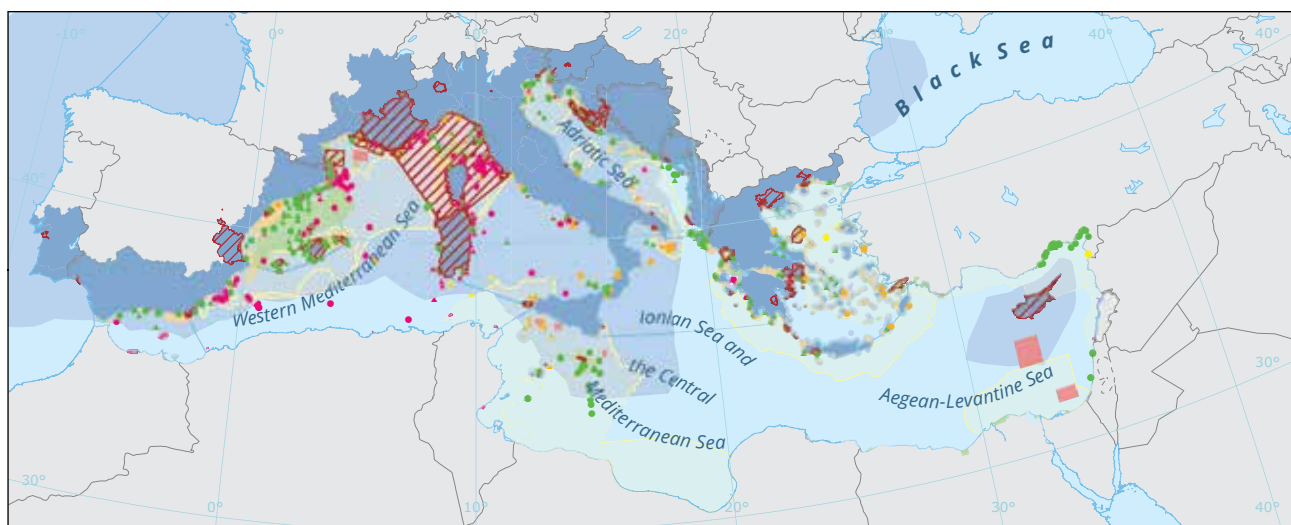 -10°
0°
10°
20°
30°
40°
50°
Black Sea
40°
Adriatic Sea
Western Mediterranean Sea
Ionian Sea and
the Central
Mediterranean Sea
Aegean-Levantine Sea
30°
30°
0°
10°
20°
30°
40°